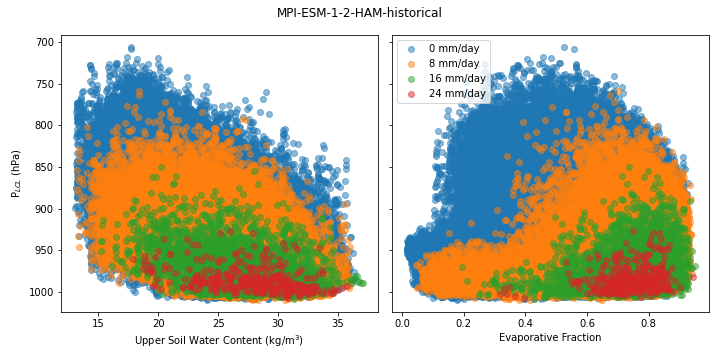 MPI-ESM-1-2-HAM-historical
P_LCL (hPa)
700
750
800
850
900
950
1000
15
20
25
30
35
Upper Soil Water Content (kg/m³)
0 mm/day
8 mm/day
16 mm/day
24 mm/day
0.0
0.2
0.4
0.6
0.8
Evaporative Fraction